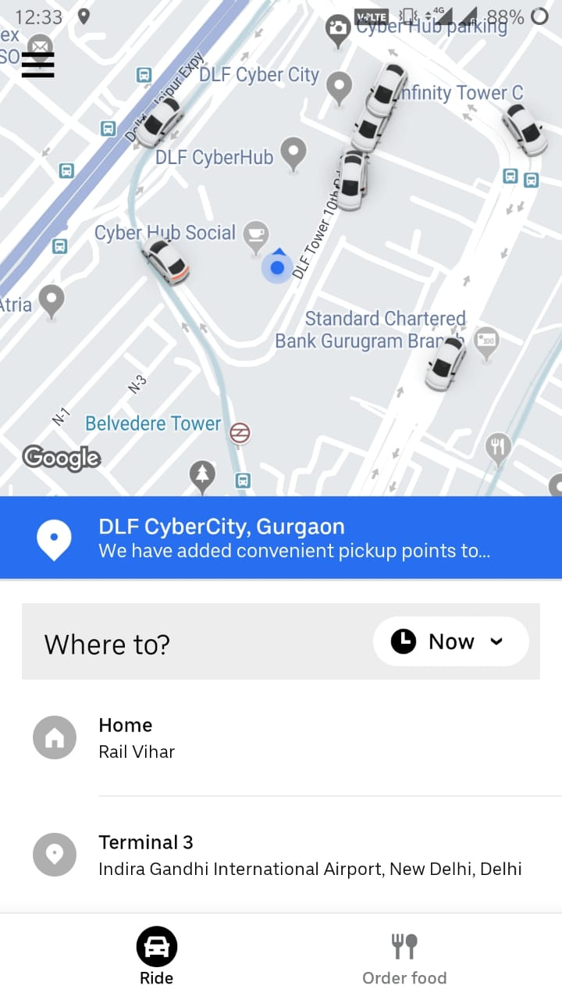 12:33
VoLTE
4G
88%
ex
SO
Cyber Hub parking
DLF Cyber City
Infinity Tower C
Jaipur Expy
DLF CyberHub
DLF Tower 10th Rd
Cyber Hub Social
Atria
Standard Chartered
Bank Gurugram Branch
N-3
N-1
Belvedere Tower
100
Google
DLF CyberCity, Gurgaon
We have added convenient pickup points to...
Where to?
Now
Home
Rail Vihar
Terminal 3
Indira Gandhi International Airport, New Delhi, Delhi
Ride
Order food